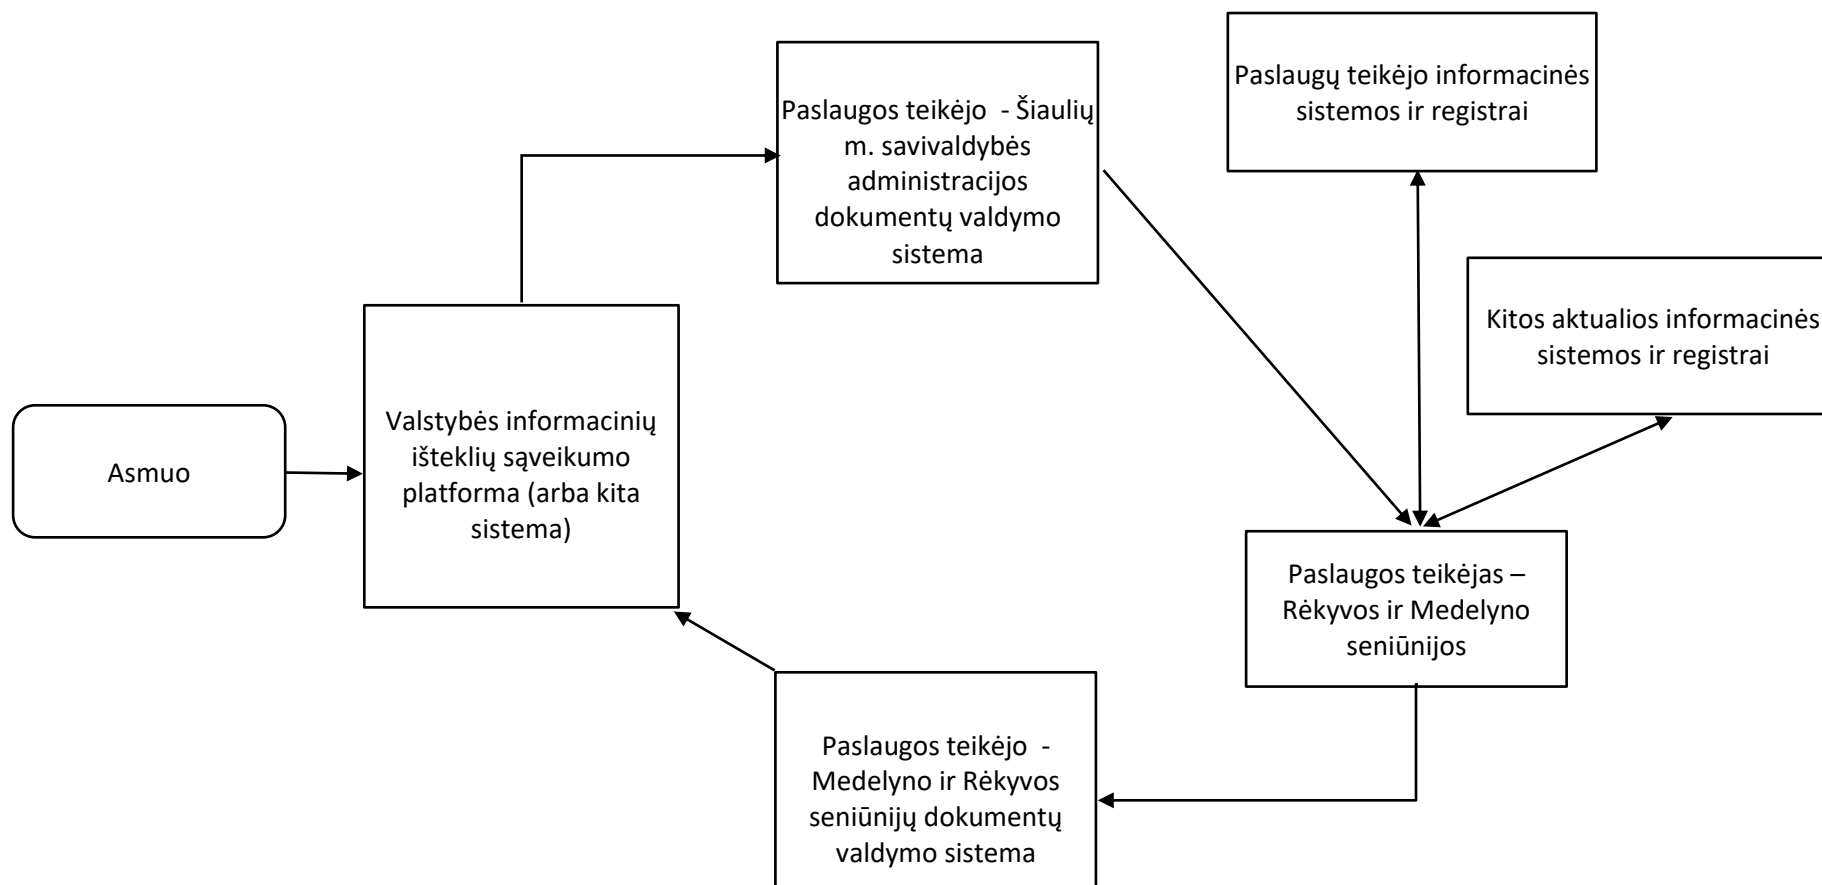 Paslaugų teikėjo informacinės
sistemos ir registrai
Paslaugos teikėjo  - Šiaulių
m. savivaldybės
administracijos
dokumentų valdymo
sistema
Kitos aktualios informacinės
sistemos ir registrai
Asmuo
Valstybės informacinių
išteklių sąveikumo
platforma (arba kita
sistema)
Paslaugos teikėjas –
Rėkyvos ir Medelyno
seniūnijos
Paslaugos teikėjo  -
Medelyno ir Rėkyvos
seniūnijų dokumentų
valdymo sistema